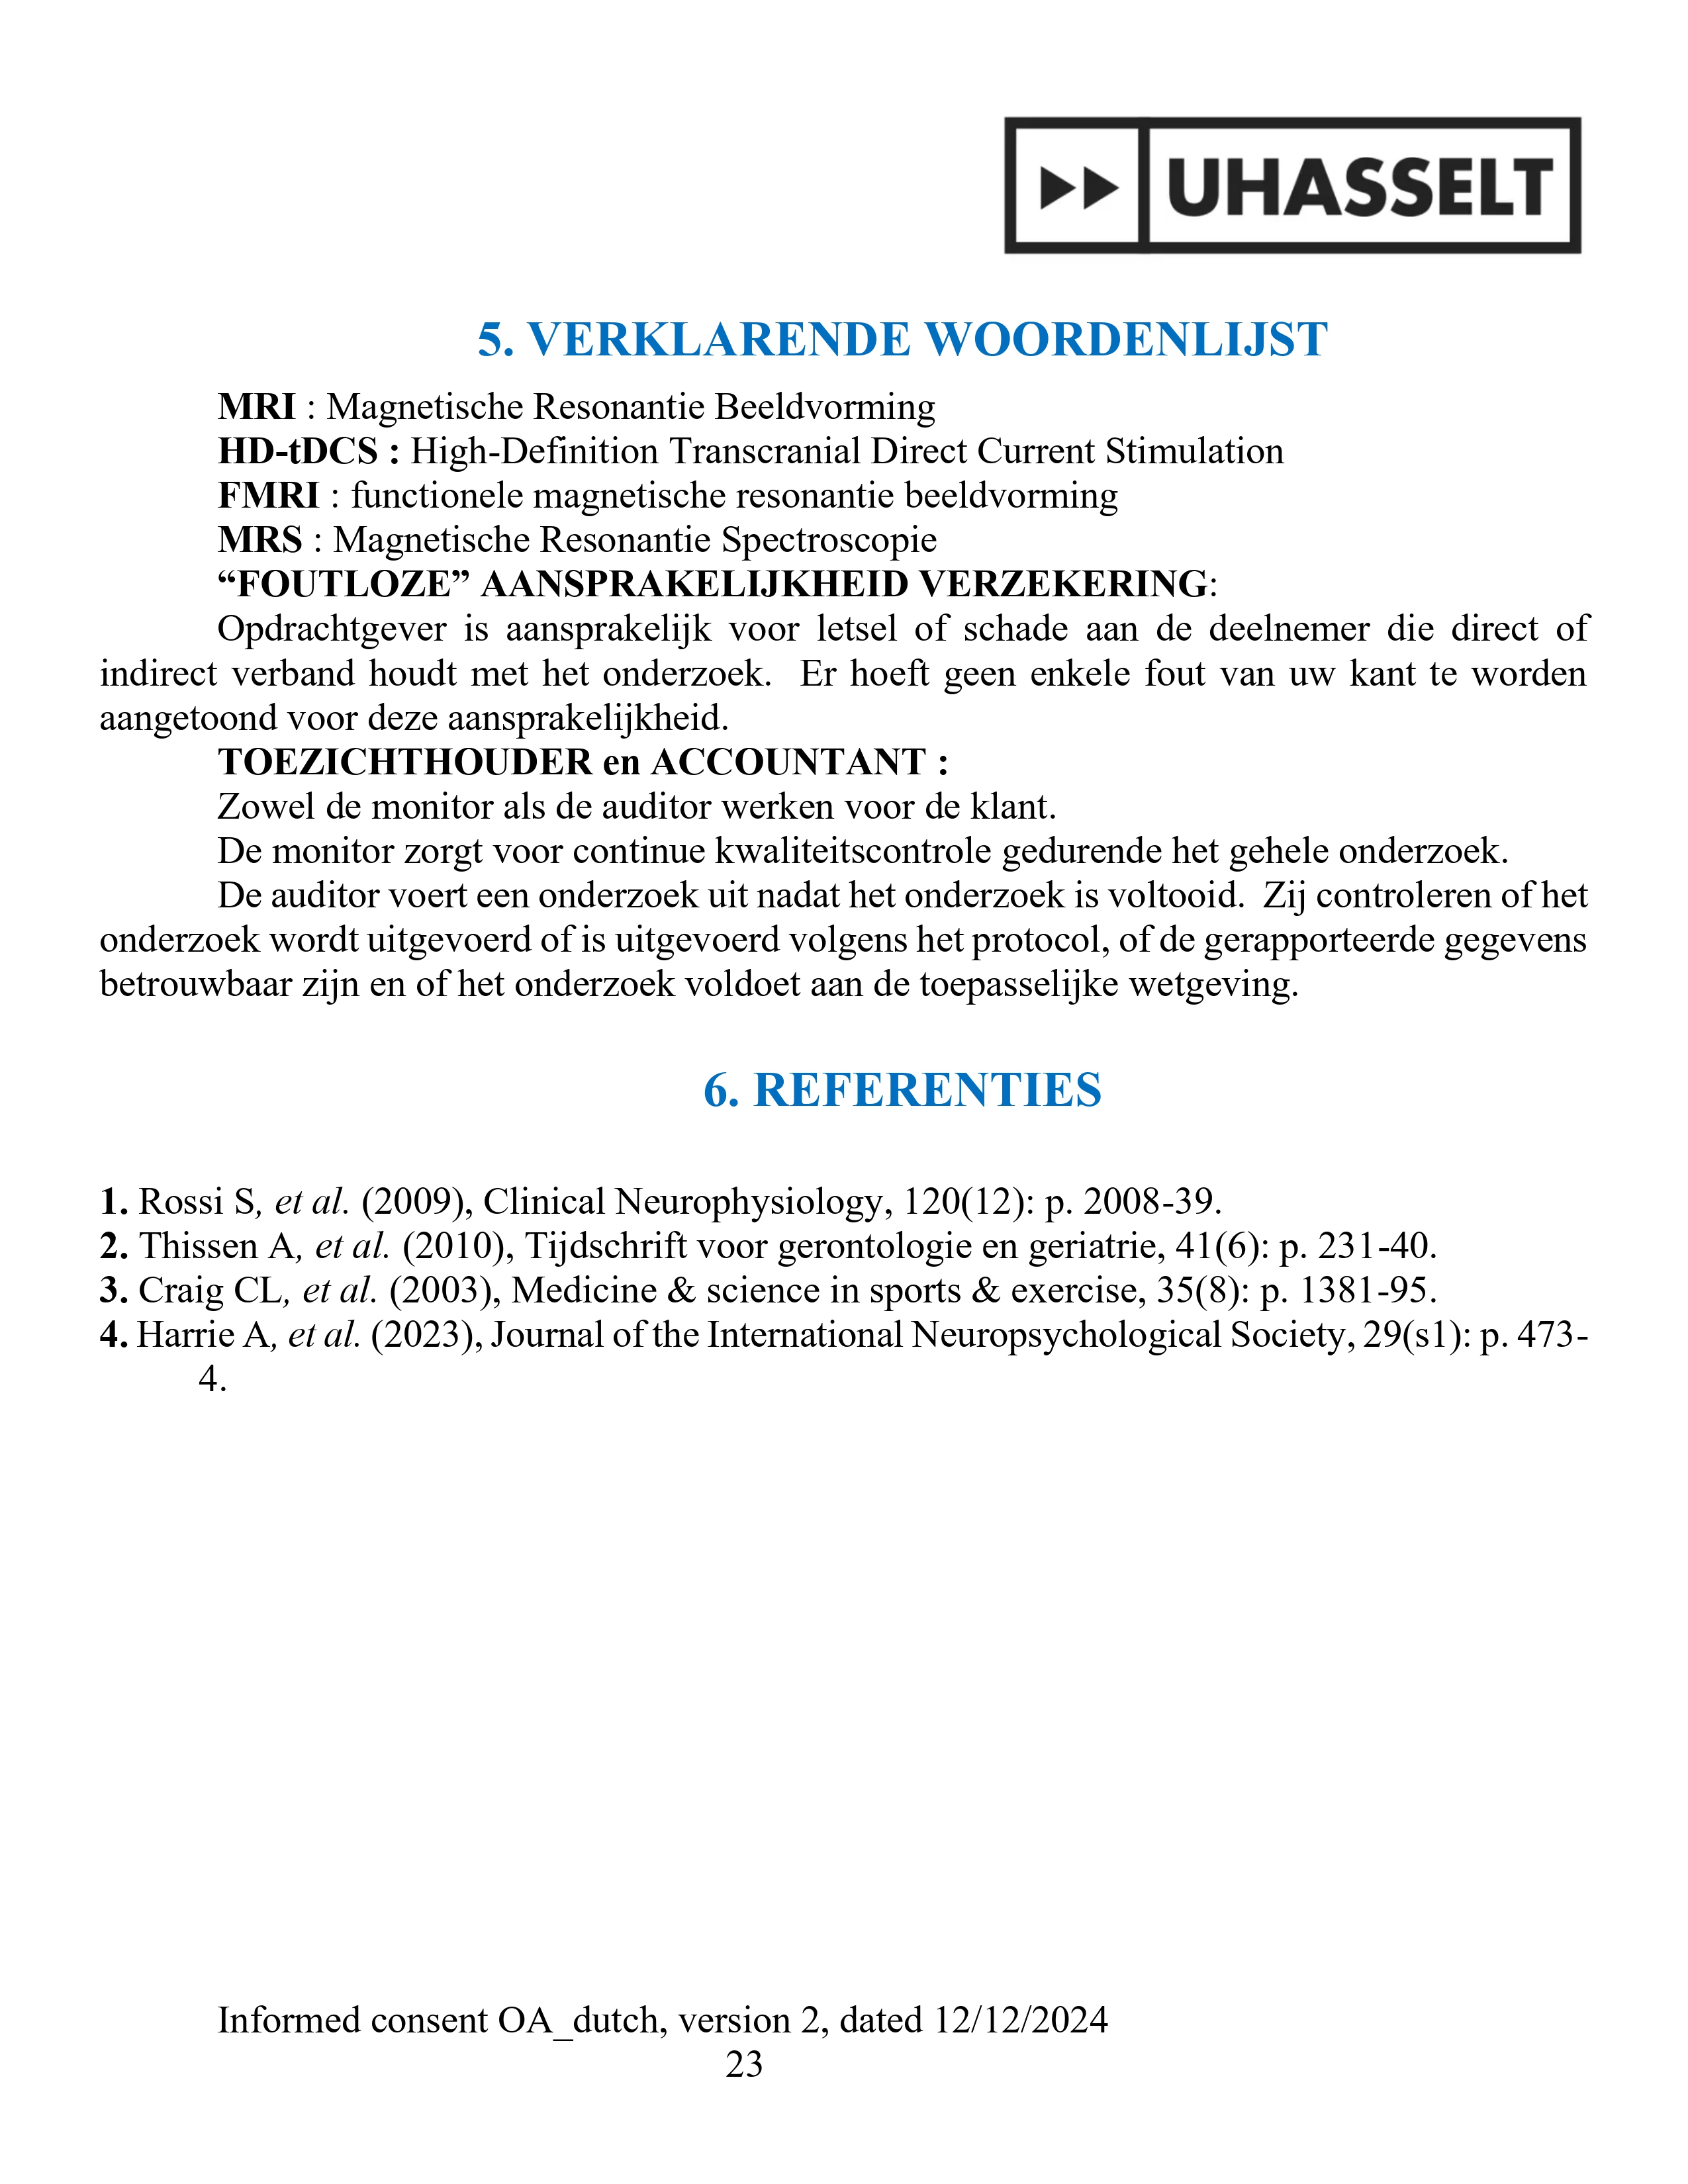 UHASSELT
5. VERKLARENDE WOORDENLIJST
MRI : Magnetische Resonantie Beeldvorming
HD-tDCS : High-Definition Transcranial Direct Current Stimulation
FMRI : functionele magnetische resonantie beeldvorming
MRS : Magnetische Resonantie Spectroscopie
“FOUTLOZE” AANSPRAKELIJKHEID VERZEKERING:
Opdrachtgever is aansprakelijk voor letsel of schade aan de deelnemer die direct of
indirect verband houdt met het onderzoek. Er hoeft geen enkele fout van uw kant te worden
aangetoond voor deze aansprakelijkheid.
TOEZICHTHOUDER en ACCOUNTANT :
Zowel de monitor als de auditor werken voor de klant.
De monitor zorgt voor continue kwaliteitscontrole gedurende het gehele onderzoek.
De auditor voert een onderzoek uit nadat het onderzoek is voltooid. Zij controleren of het
onderzoek wordt uitgevoerd of is uitgevoerd volgens het protocol, of de gerapporteerde gegevens
betrouwbaar zijn en of het onderzoek voldoet aan de toepasselijke wetgeving.
6. REFERENTIES
1. Rossi S, et al. (2009), Clinical Neurophysiology, 120(12): p. 2008-39.
2. Thissen A, et al. (2010), Tijdschrift voor gerontologie en geriatrie, 41(6): p. 231-40.
3. Craig CL, et al. (2003), Medicine & science in sports & exercise, 35(8): p. 1381-95.
4. Harrie A, et al. (2023), Journal of the International Neuropsychological Society, 29(s1): p. 473-
4.
Informed consent OA_dutch, version 2, dated 12/12/2024
23